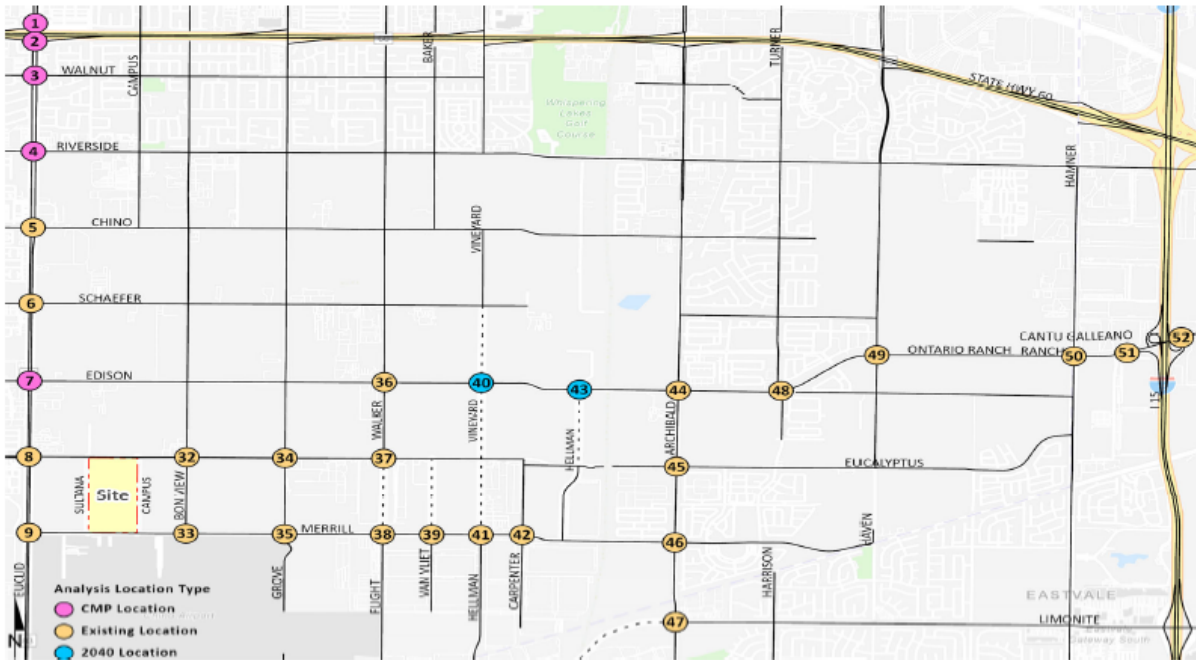 1
2
60
3
WALNUT
CAMPUS
BAKER
TURNER
STATE HWY 60
Whispering
Lakes
Golf
Course
4
RIVERSIDE
HAMNER
5
CHINO
VINEYARD
6
SCHAEFER
CANTU GALLEANO
52
49
ONTARIO RANCH
RANCH
50
51
7
EDISON
36
40
43
44
48
I 15
WALKER
VINEYARD
HELLMAN
ARCHIBALD
8
32
34
37
45
EUCALYPTUS
SULTANA
Site
CAMPUS
BON VIEW
9
33
35
MERRILL
38
39
41
42
46
HAVEN
EUCLID
GROVE
FLIGHT
VAN VLIET
HELLMAN
CARPENTER
HARRISON
Analysis Location Type
CMP Location
EASTVALE
47
LIMONITE
Existing Location
Eastvale
Gateway South
N
2040 Location